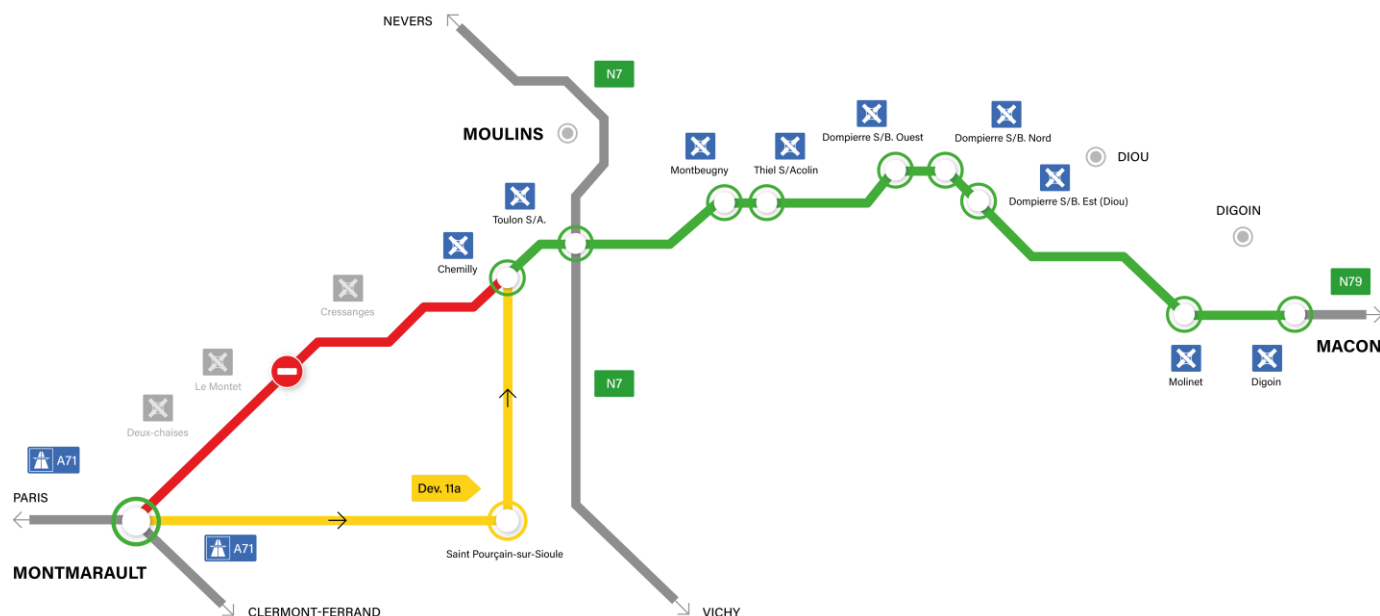 NEVERS
N7
MOULINS
Dompierre S/B. Ouest
Dompierre S/B. Nord
Montbeugny
Thiel S/Acolin
DIOU
Dompierre S/B. Est (Diou)
Toulon S/A.
DIGOIN
Chemilly
N79
Cressanges
MACON
Le Montet
N7
Molinet
Digoin
Deux-chaises
A71
Dev. 11a
PARIS
A71
Saint Pourçain-sur-Sioule
MONTMARAULT
CLERMONT-FERRAND
VICHY